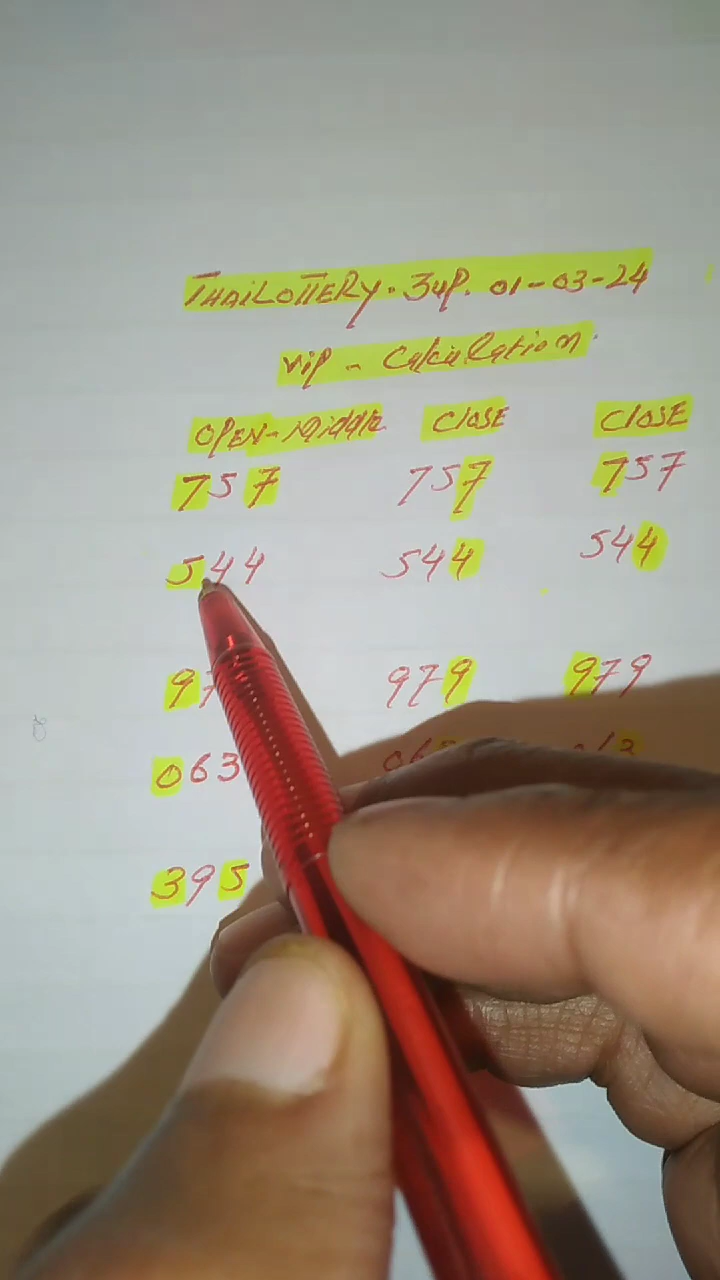 THAILOTTERY. 3UP. 01-03-24
VIP - Calculation.
OPEN-Middle CLOSE CLOSE
757 757 757
544 544 544
979 979
063
395